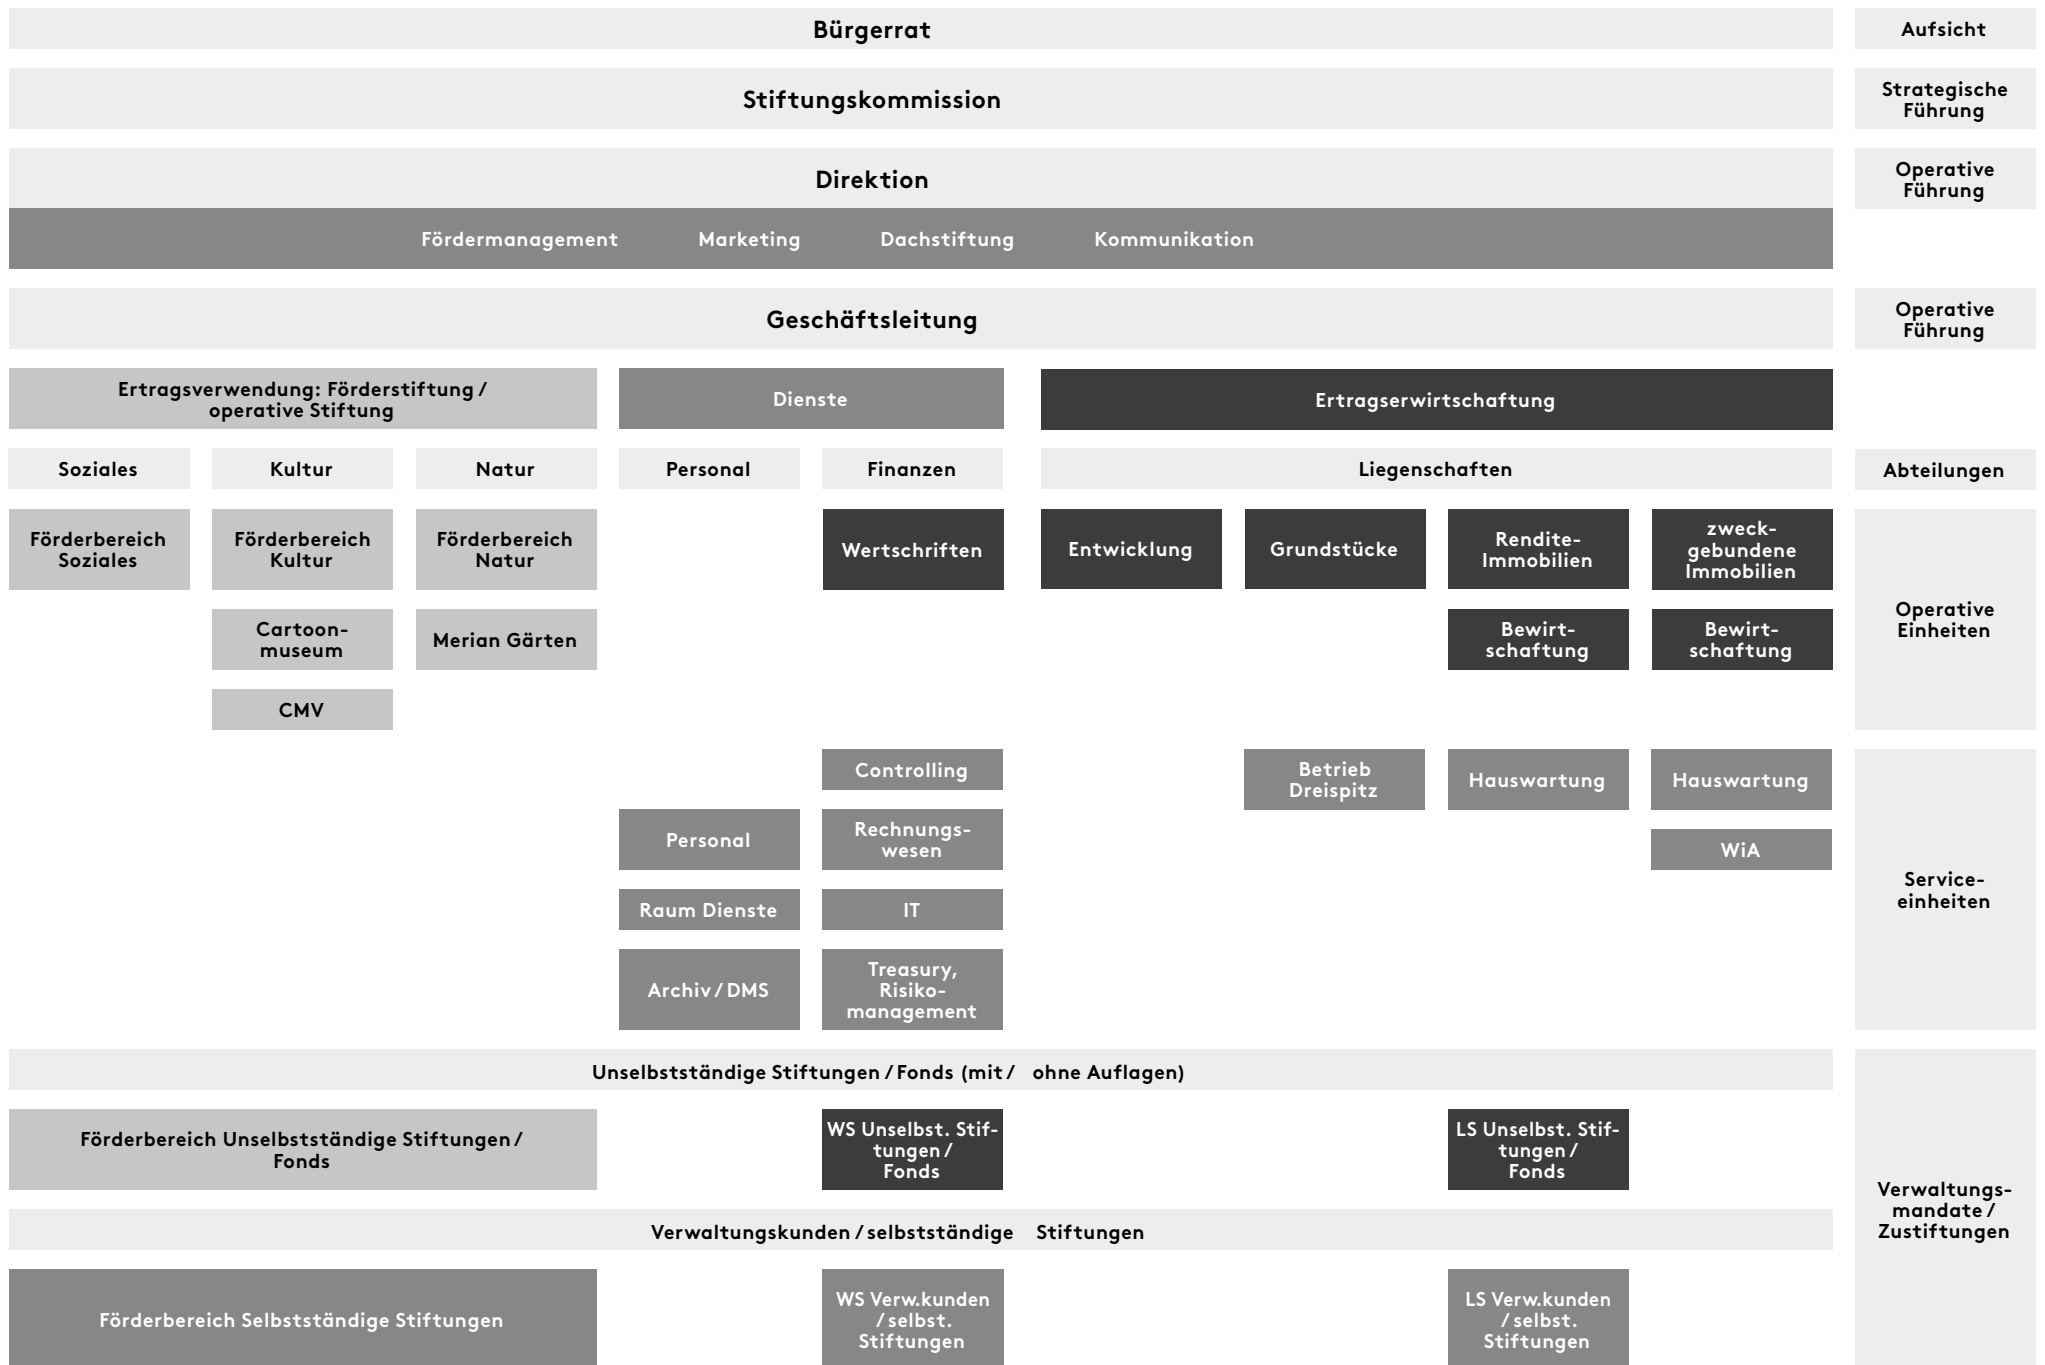 Bürgerrat
Aufsicht
Stiftungskommission
Strategische
Führung
Direktion
Operative
Führung
Fördermanagement Marketing Dachstiftung Kommunikation
Geschäftsleitung
Operative
Führung
Ertragsverwendung: Förderstiftung /
operative Stiftung
Dienste
Ertragserwirtschaftung
Soziales
Kultur
Natur
Personal
Finanzen
Liegenschaften
Abteilungen
Förderbereich
Soziales
Förderbereich
Kultur
Förderbereich
Natur
Wertschriften
Entwicklung
Grundstücke
Rendite-
Immobilien
zweck-
gebundene
Immobilien
Operative
Einheiten
Cartoon-
museum
Merian Gärten
Bewirt-
schaftung
Bewirt-
schaftung
CMV
Controlling
Betrieb
Dreispitz
Hauswartung
Hauswartung
Service-
einheiten
Personal
Rechnungs-
wesen
WiA
Raum Dienste
IT
Archiv / DMS
Treasury,
Risiko-
management
Unselbstständige Stiftungen / Fonds (mit / ohne Auflagen)
Verwaltungs-
mandate /
Zustiftungen
Förderbereich Unselbstständige Stiftungen /
Fonds
WS Unselbst. Stif-
tungen /
Fonds
LS Unselbst. Stif-
tungen /
Fonds
Verwaltungskunden / selbstständige Stiftungen
Förderbereich Selbstständige Stiftungen
WS Verw.kunden
/ selbst.
Stiftungen
LS Verw.kunden
/ selbst.
Stiftungen